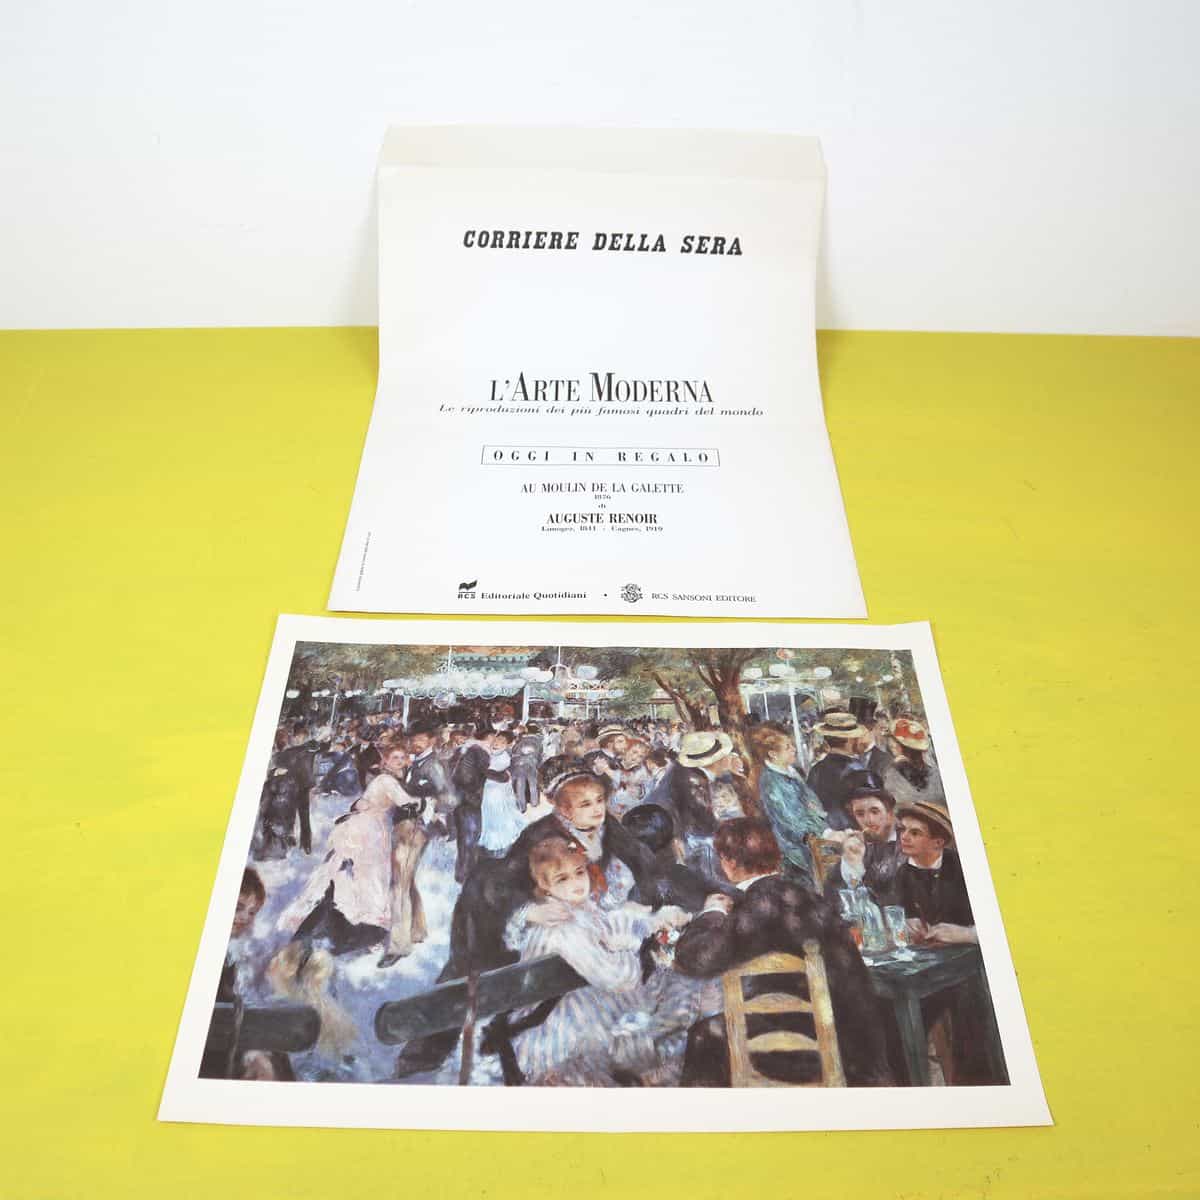 CORRIERE DELLA SERA
L'ARTE MODERNA
Le riproduzioni dei più famosi quadri del mondo
OGGI IN REGALO
AU MOULIN DE LA GALETTE
1876
di
AUGUSTE RENOIR
Limoges, 1841 - Cagnes, 1919
RCS Editoriale Quotidiani • RCS SANSONI EDITORE